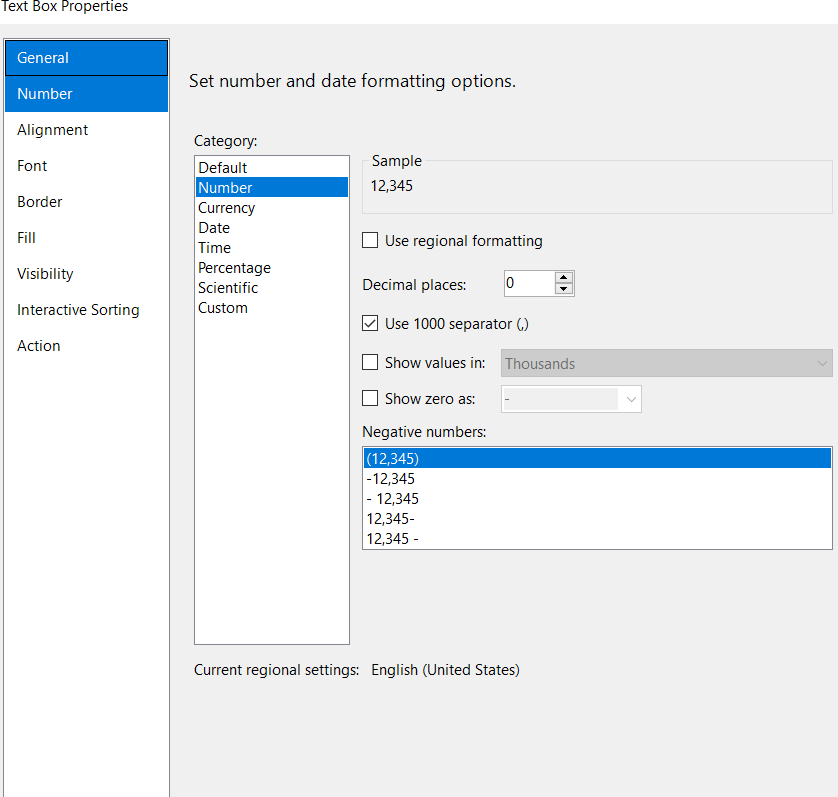 Text Box Properties
General
Number
Alignment
Font
Border
Fill
Visibility
Interactive Sorting
Action
Set number and date formatting options.
Category:
Default
Number
Currency
Date
Time
Percentage
Scientific
Custom
Sample
12,345
Use regional formatting
Decimal places: 0
Use 1000 separator (,)
Show values in: Thousands
Show zero as: -
Negative numbers:
(12,345)
-12,345
- 12,345
12,345-
12,345 -
Current regional settings: English (United States)